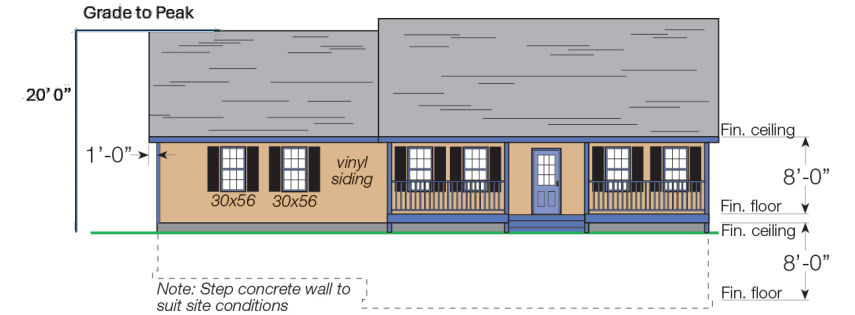 Grade to Peak
20' 0"
Fin. ceiling
1'-0"
vinyl
siding
8'-0"
30x56 30x56
Fin. floor
Fin. ceiling
8'-0"
Note: Step concrete wall to
suit site conditions
Fin. floor